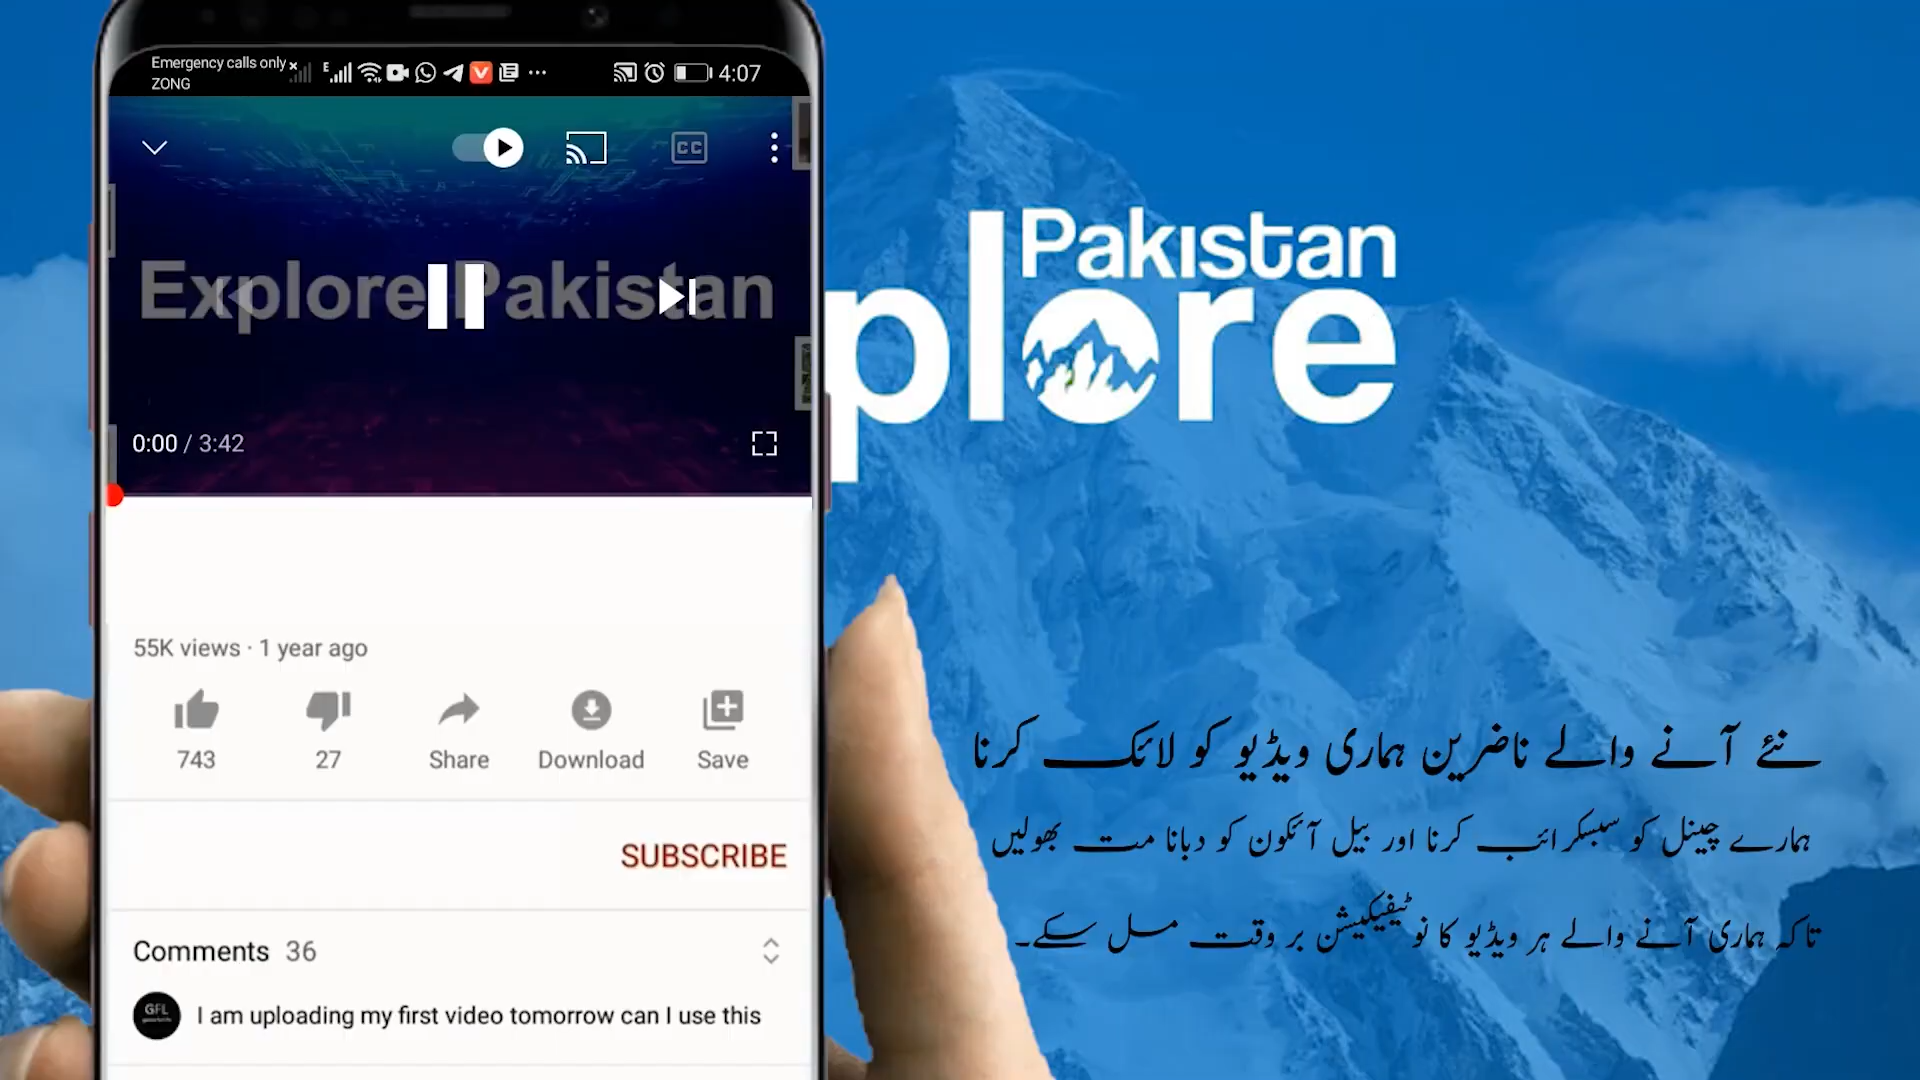 Emergency calls only
ZONG
4:07
CC
Explore Pakistan
0:00 / 3:42
55K views · 1 year ago
743
27
Share
Download
Save
SUBSCRIBE
Comments 36
GFL
I am uploading my first video tomorrow can I use this
Pakistan
plore
نئے آنے والے ناضرین ہماری ویڈیو کو لائک کرنا
ہمارے چینل کو سبسکرائب کرنا اور بیل آئکون کو دبانا مت بھولیں
تاکہ ہماری آنے والے ہر ویڈیو کا نوٹیفیکیشن بر وقت مل سکے۔